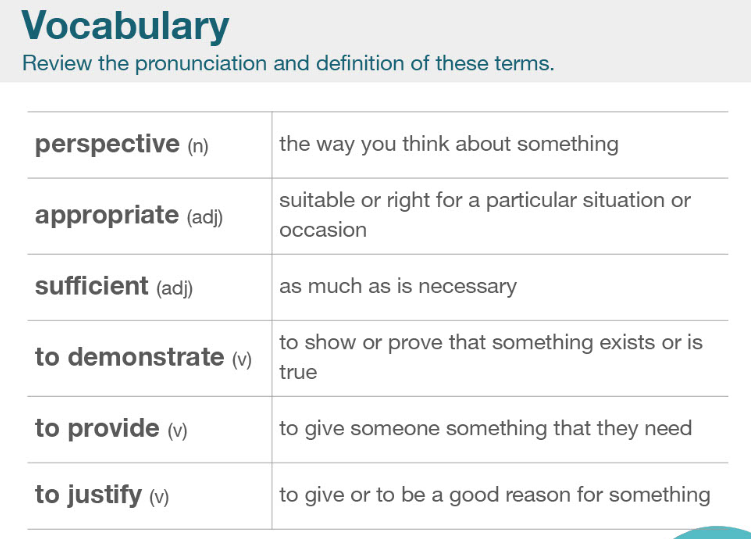 Vocabulary
Review the pronunciation and definition of these terms.
perspective (n)
the way you think about something
appropriate (adj)
suitable or right for a particular situation or
occasion
sufficient (adj)
as much as is necessary
to demonstrate (v)
to show or prove that something exists or is
true
to provide (v)
to give someone something that they need
to justify (v)
to give or to be a good reason for something